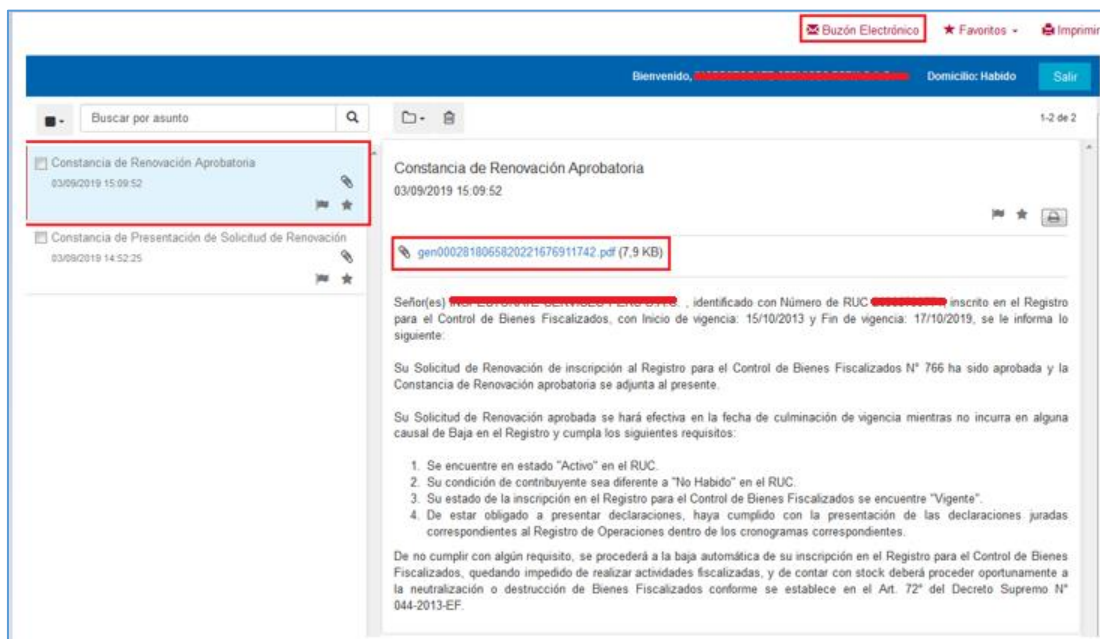 Buzón Electrónico
Favoritos
Imprimir
Bienvenido,
Domicilio: Habido
Salir
Buscar por asunto
1-2 de 2
Constancia de Renovación Aprobatoria
03/09/2019 15:09:52
Constancia de Presentación de Solicitud de Renovación
03/09/2019 14:52:25
Constancia de Renovación Aprobatoria
03/09/2019 15:09:52
gen0002818065820221676911742.pdf (7,9 KB)
Señor(es) , identificado con Número de RUC inscrito en el Registro
para el Control de Bienes Fiscalizados, con Inicio de vigencia: 15/10/2013 y Fin de vigencia: 17/10/2019, se le informa lo
siguiente:
Su Solicitud de Renovación de inscripción al Registro para el Control de Bienes Fiscalizados N° 766 ha sido aprobada y la
Constancia de Renovación aprobatoria se adjunta al presente.
Su Solicitud de Renovación aprobada se hará efectiva en la fecha de culminación de vigencia mientras no incurra en alguna
causal de Baja en el Registro y cumpla los siguientes requisitos:
1. Se encuentre en estado "Activo" en el RUC.
2. Su condición de contribuyente sea diferente a "No Habido" en el RUC.
3. Su estado de la inscripción en el Registro para el Control de Bienes Fiscalizados se encuentre "Vigente".
4. De estar obligado a presentar declaraciones, haya cumplido con la presentación de las declaraciones juradas
correspondientes al Registro de Operaciones dentro de los cronogramas correspondientes.
De no cumplir con algún requisito, se procederá a la baja automática de su inscripción en el Registro para el Control de Bienes
Fiscalizados, quedando impedido de realizar actividades fiscalizadas, y de contar con stock deberá proceder oportunamente a
la neutralización o destrucción de Bienes Fiscalizados conforme se establece en el Art. 72° del Decreto Supremo N°
044-2013-EF.